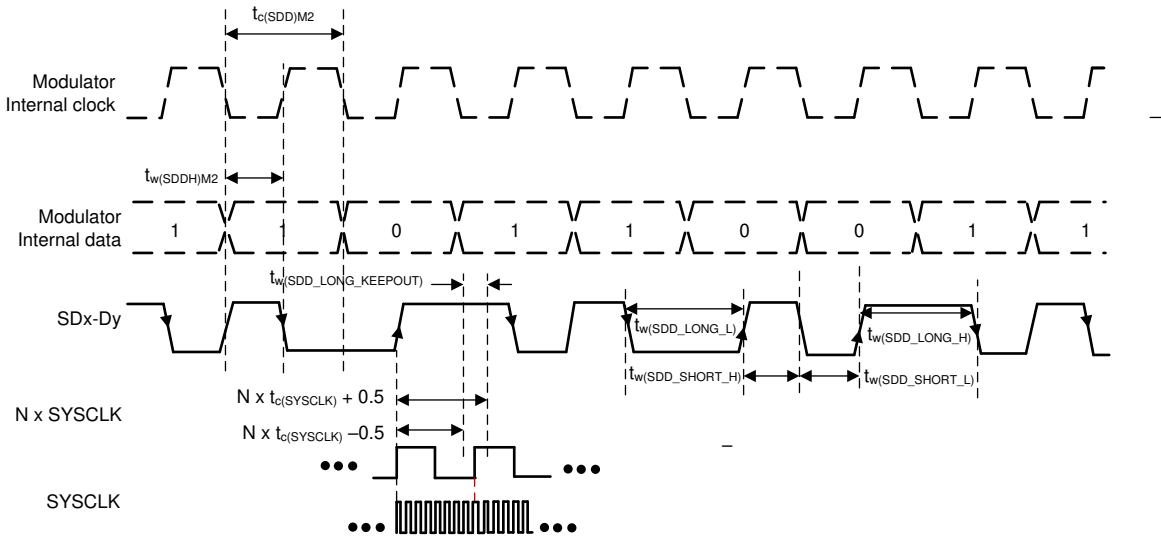 tc(SDD)M2
Modulator
Internal clock
tw(SDDH)M2
Modulator
Internal data
1 1 0 1 1 0 0 1 1
tw(SDD_LONG_KEEPOUT)
SDx-Dy
tw(SDD_LONG_L)
tw(SDD_LONG_H)
tw(SDD_SHORT_H)
tw(SDD_SHORT_L)
N x SYSCLK
N x tc(SYSCLK) + 0.5
N x tc(SYSCLK) –0.5
SYSCLK